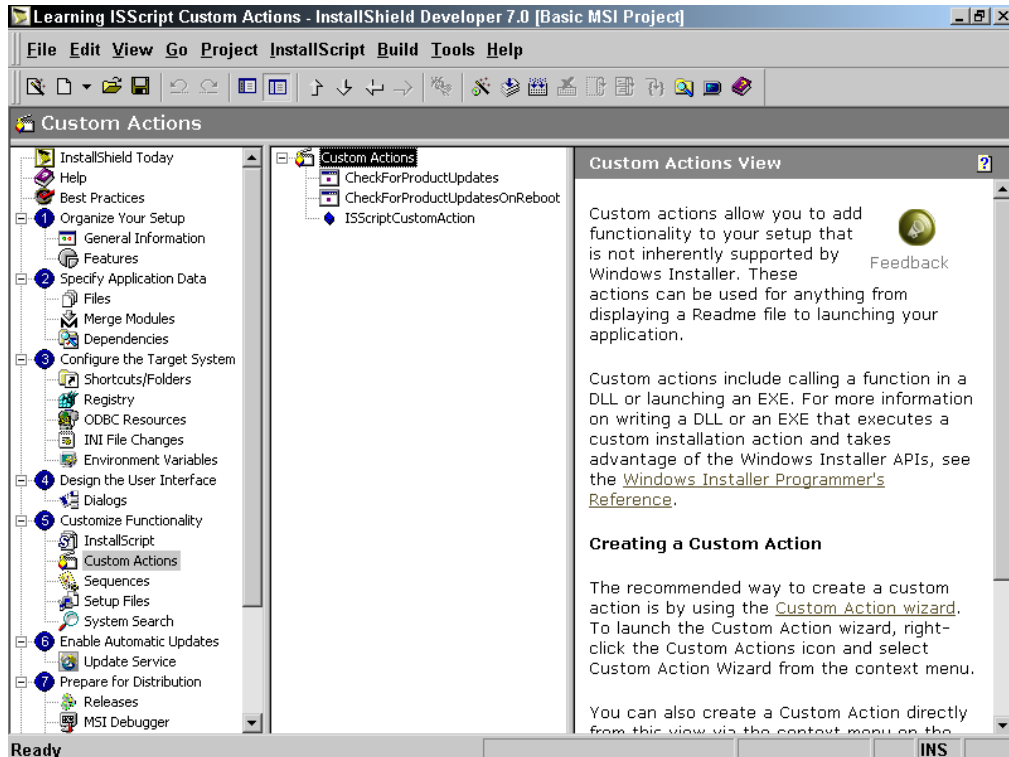 Learning ISScript Custom Actions - InstallShield Developer 7.0 [Basic MSI Project]
File Edit View Go Project InstallScript Build Tools Help
Custom Actions
InstallShield Today
Help
Best Practices
1 Organize Your Setup
General Information
Features
2 Specify Application Data
Files
Merge Modules
Dependencies
3 Configure the Target System
Shortcuts/Folders
Registry
ODBC Resources
INI File Changes
Environment Variables
4 Design the User Interface
Dialogs
5 Customize Functionality
InstallScript
Custom Actions
Sequences
Setup Files
System Search
6 Enable Automatic Updates
Update Service
7 Prepare for Distribution
Releases
MSI Debugger
Custom Actions
CheckForProductUpdates
CheckForProductUpdatesOnReboot
ISScriptCustomAction
Custom Actions View
?
Custom actions allow you to add
functionality to your setup that
is not inherently supported by
Windows Installer. These
actions can be used for anything from
displaying a Readme file to launching your
application.
Feedback
Custom actions include calling a function in a
DLL or launching an EXE. For more information
on writing a DLL or an EXE that executes a
custom installation action and takes
advantage of the Windows Installer APIs, see
the Windows Installer Programmer's
Reference.
Creating a Custom Action
The recommended way to create a custom
action is by using the Custom Action wizard.
To launch the Custom Action wizard, right-
click the Custom Actions icon and select
Custom Action Wizard from the context menu.
You can also create a Custom Action directly
from this view via the context menu on the
Ready
INS